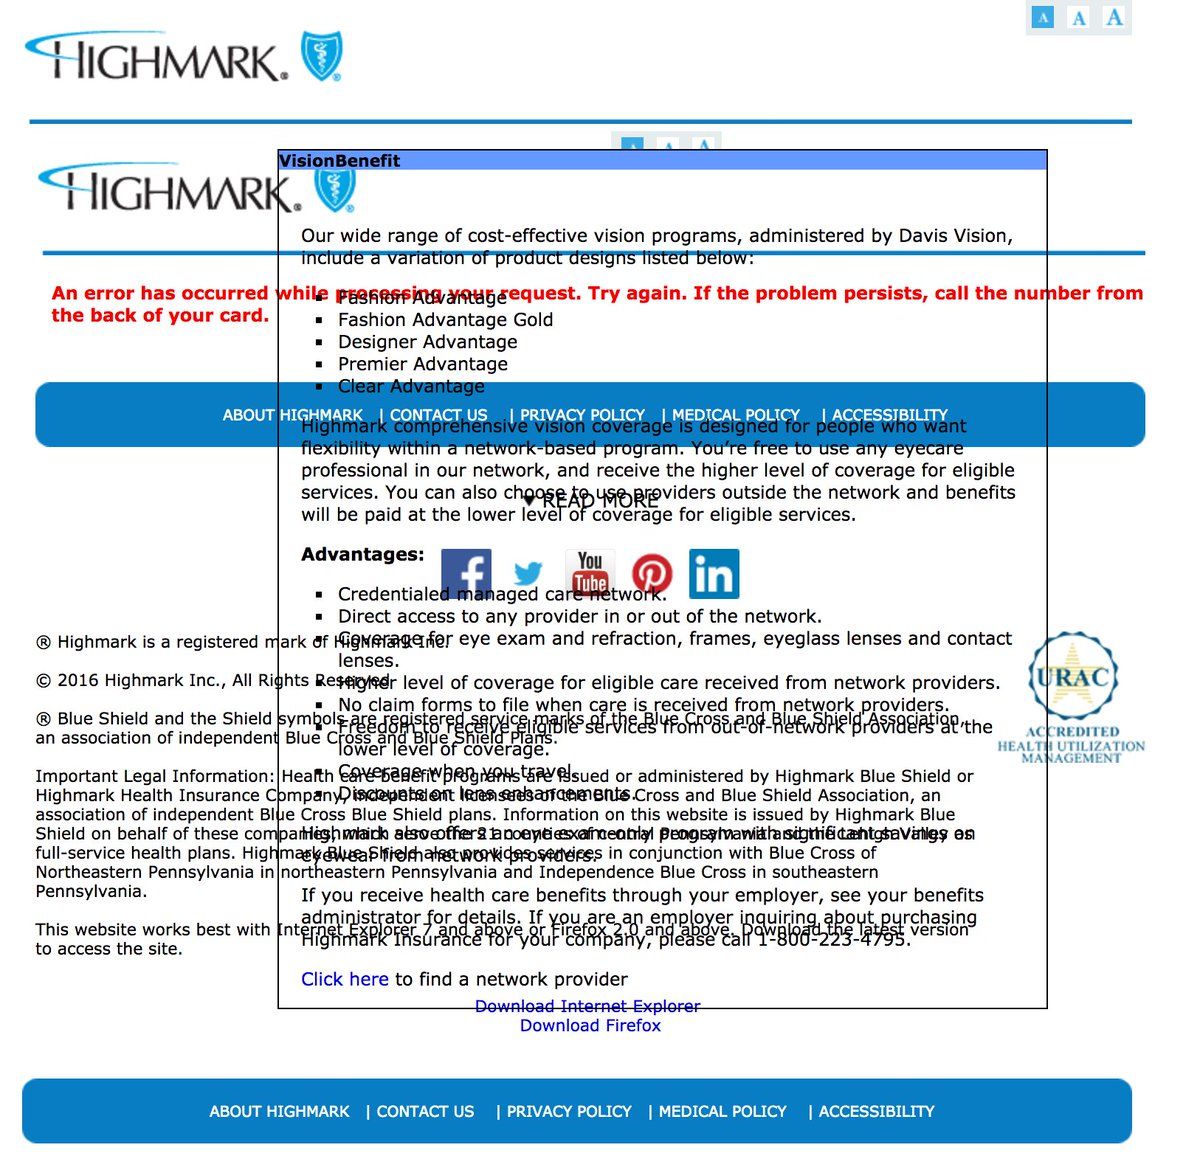 A A A
HIGHMARK®
A A A
HIGHMARK®
VisionBenefit
Our wide range of cost-effective vision programs, administered by Davis Vision,
include a variation of product designs listed below:
An error has occurred while processing your request. Try again. If the problem persists, call the number from
the back of your card.
▪ Fashion Advantage
▪ Fashion Advantage Gold
▪ Designer Advantage
▪ Premier Advantage
▪ Clear Advantage
ABOUT HIGHMARK | CONTACT US | PRIVACY POLICY | MEDICAL POLICY | ACCESSIBILITY
Highmark comprehensive vision coverage is designed for people who want
flexibility within a network-based program. You're free to use any eyecare
professional in our network, and receive the higher level of coverage for eligible
services. You can also choose to use providers outside the network and benefits
will be paid at the lower level of coverage for eligible services.
▼ READ MORE
Advantages:
f
You
Tube
in
▪ Credentialed managed care network.
▪ Direct access to any provider in or out of the network.
▪ Coverage for eye exam and refraction, frames, eyeglass lenses and contact
lenses.
▪ Higher level of coverage for eligible care received from network providers.
▪ No claim forms to file when care is received from network providers.
▪ Freedom to receive eligible services from out-of-network providers at the
lower level of coverage.
▪ Coverage when you travel.
▪ Discounts on lens enhancements.
Highmark also offers an eye exam-only program with significant savings on
eyewear from network providers.
If you receive health care benefits through your employer, see your benefits
administrator for details. If you are an employer inquiring about purchasing
Highmark Insurance for your company, please call 1-800-223-4795.
Click here to find a network provider
® Highmark is a registered mark of Highmark Inc.
© 2016 Highmark Inc., All Rights Reserved
® Blue Shield and the Shield symbols are registered service marks of the Blue Cross and Blue Shield Association,
an association of independent Blue Cross and Blue Shield Plans.
Important Legal Information: Health care benefit programs are issued or administered by Highmark Blue Shield or
Highmark Health Insurance Company, independent licensees of the Blue Cross and Blue Shield Association, an
association of independent Blue Cross Blue Shield plans. Information on this website is issued by Highmark Blue
Shield on behalf of these companies, which serve the 21 counties of central Pennsylvania and the Lehigh Valley as
full-service health plans. Highmark Blue Shield also provides services in conjunction with Blue Cross of
Northeastern Pennsylvania in northeastern Pennsylvania and Independence Blue Cross in southeastern
Pennsylvania.
This website works best with Internet Explorer 7 and above or Firefox 2.0 and above. Download the latest version
to access the site.
URAC
ACCREDITED
HEALTH UTILIZATION
MANAGEMENT
Download Internet Explorer
Download Firefox
ABOUT HIGHMARK | CONTACT US | PRIVACY POLICY | MEDICAL POLICY | ACCESSIBILITY